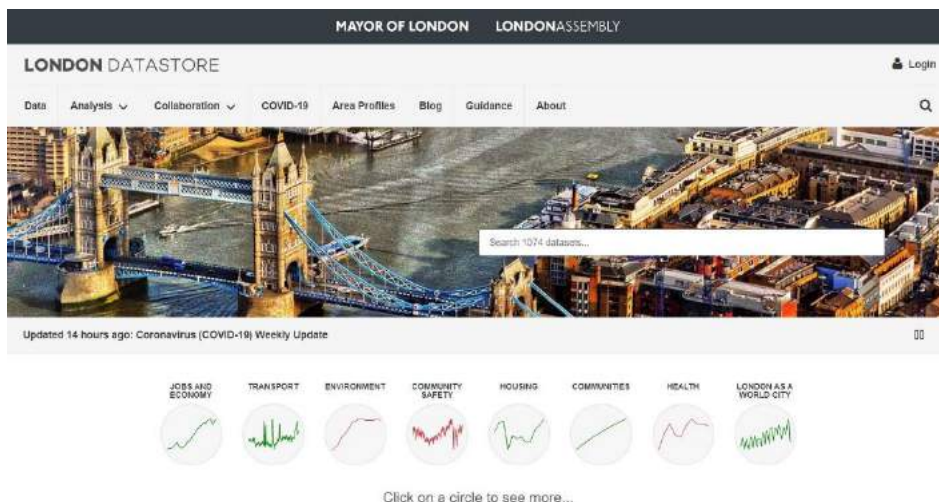 MAYOR OF LONDON LONDONASSEMBLY
LONDON DATASTORE Login
Data Analysis Collaboration COVID-19 Area Profiles Blog Guidance About
Search 1074 datasets...
Updated 14 hours ago: Coronavirus (COVID-19) Weekly Update
JOBS AND ECONOMY
TRANSPORT
ENVIRONMENT
COMMUNITY SAFETY
HOUSING
COMMUNITIES
HEALTH
LONDON AS A WORLD CITY
Click on a circle to see more...